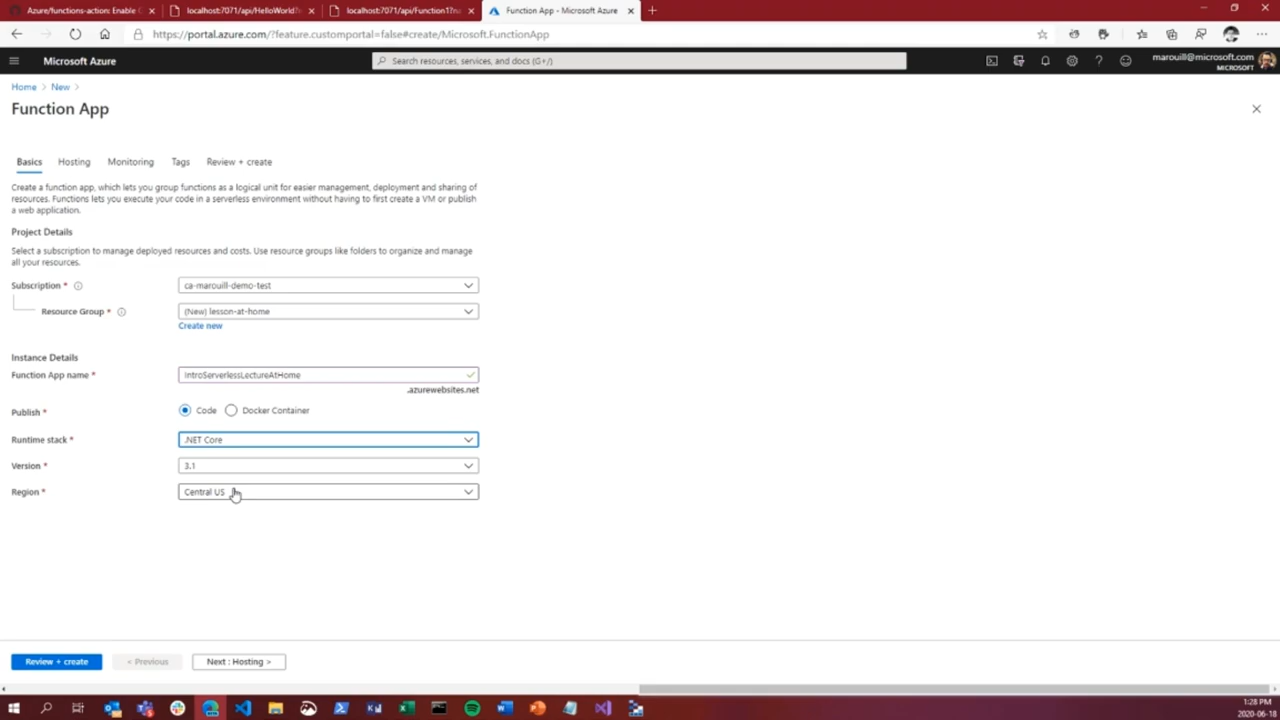 Azure/functions-action: Enable
localhost:7071/api/HelloWorld?
localhost:7071/api/Function1?na
Function App - Microsoft Azure
https://portal.azure.com/?feature.customportal=false#create/Microsoft.FunctionApp
Microsoft Azure
Search resources, services, and docs (G+/)
marouill@microsoft.com
MICROSOFT
Home > New >
Function App
Basics Hosting Monitoring Tags Review + create
Create a function app, which lets you group functions as a logical unit for easier management, deployment and sharing of
resources. Functions lets you execute your code in a serverless environment without having to first create a VM or publish
a web application.
Project Details
Select a subscription to manage deployed resources and costs. Use resource groups like folders to organize and manage
all your resources.
Subscription * ca-marouill-demo-test
Resource Group * (New) lesson-at-home
Create new
Instance Details
Function App name * IntroServerlessLectureAtHome
.azurewebsites.net
Publish * Code Docker Container
Runtime stack * .NET Core
Version * 3.1
Region * Central US
Review + create < Previous Next : Hosting >
1:28 PM
2020-06-18